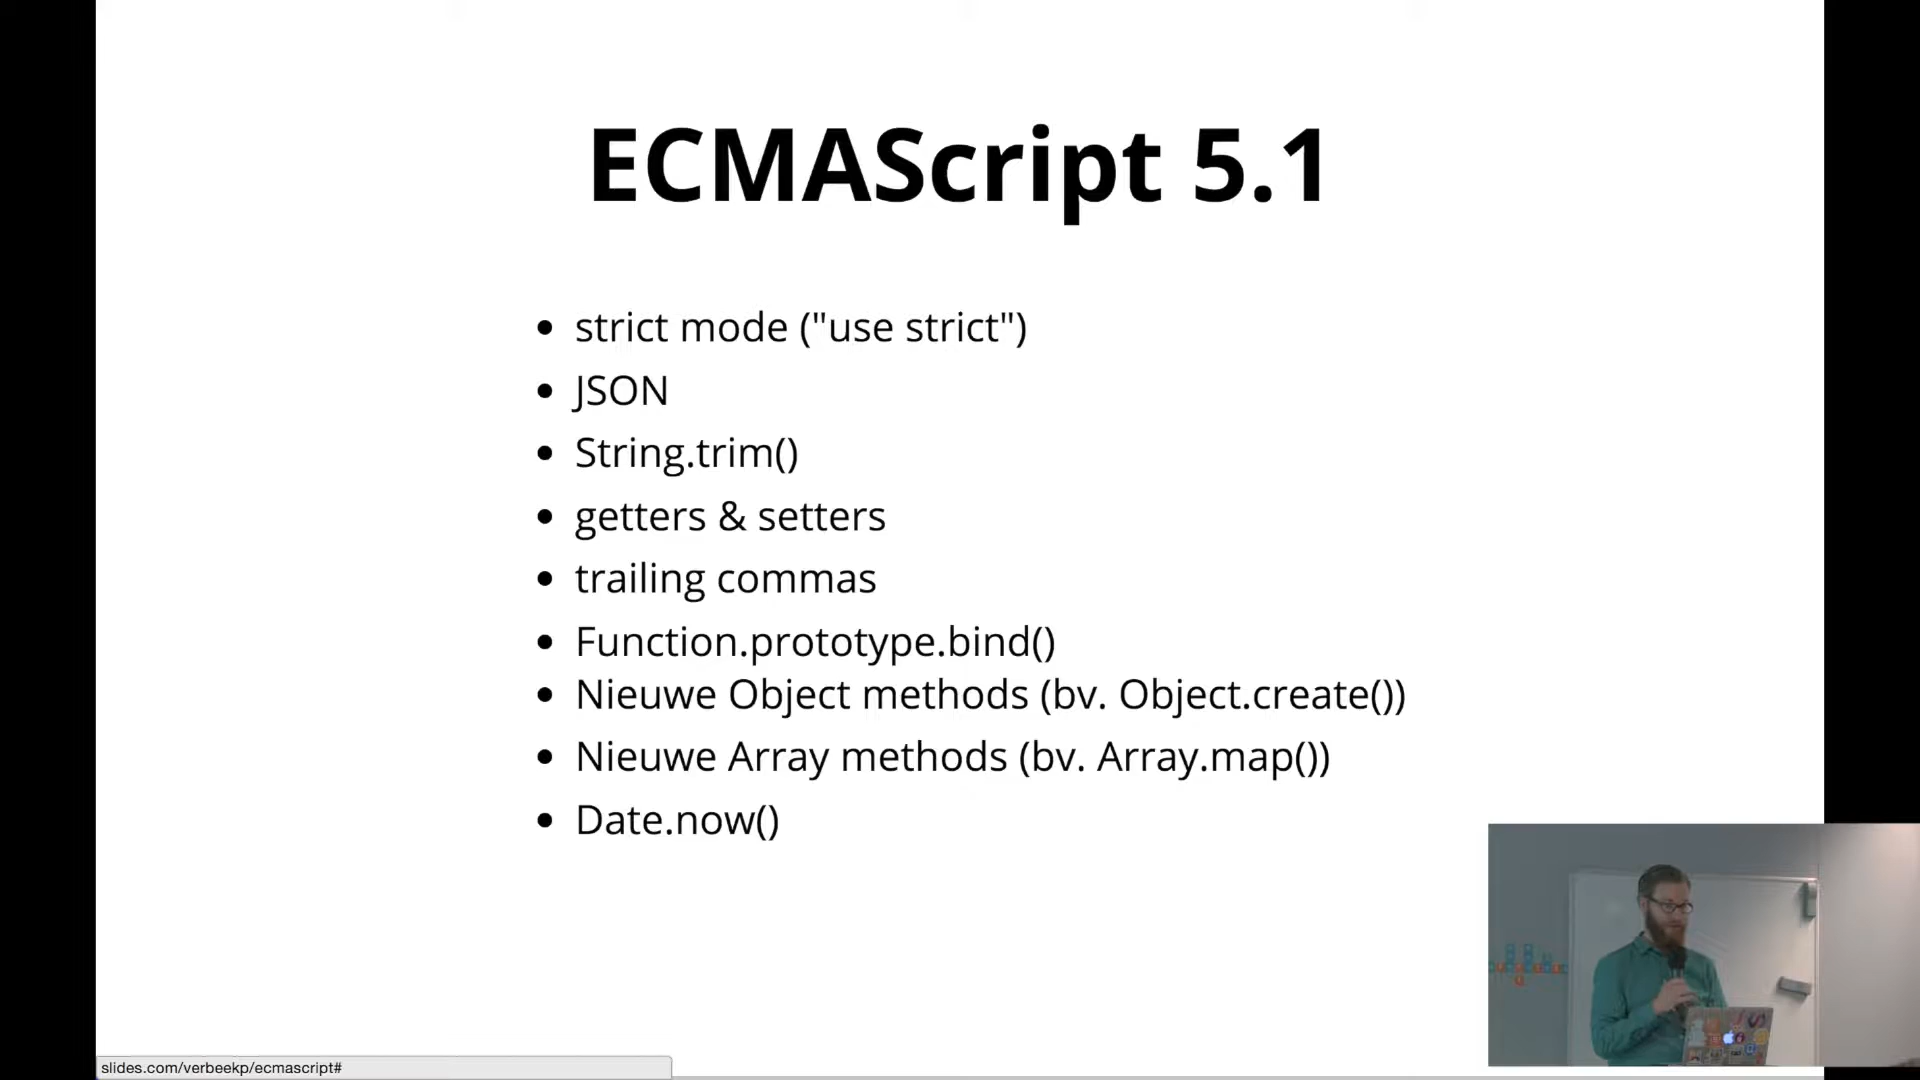 ECMAScript 5.1
strict mode ("use strict")
JSON
String.trim()
getters & setters
trailing commas
Function.prototype.bind()
Nieuwe Object methods (bv. Object.create())
Nieuwe Array methods (bv. Array.map())
Date.now()
slides.com/verbeekp/ecmascript#